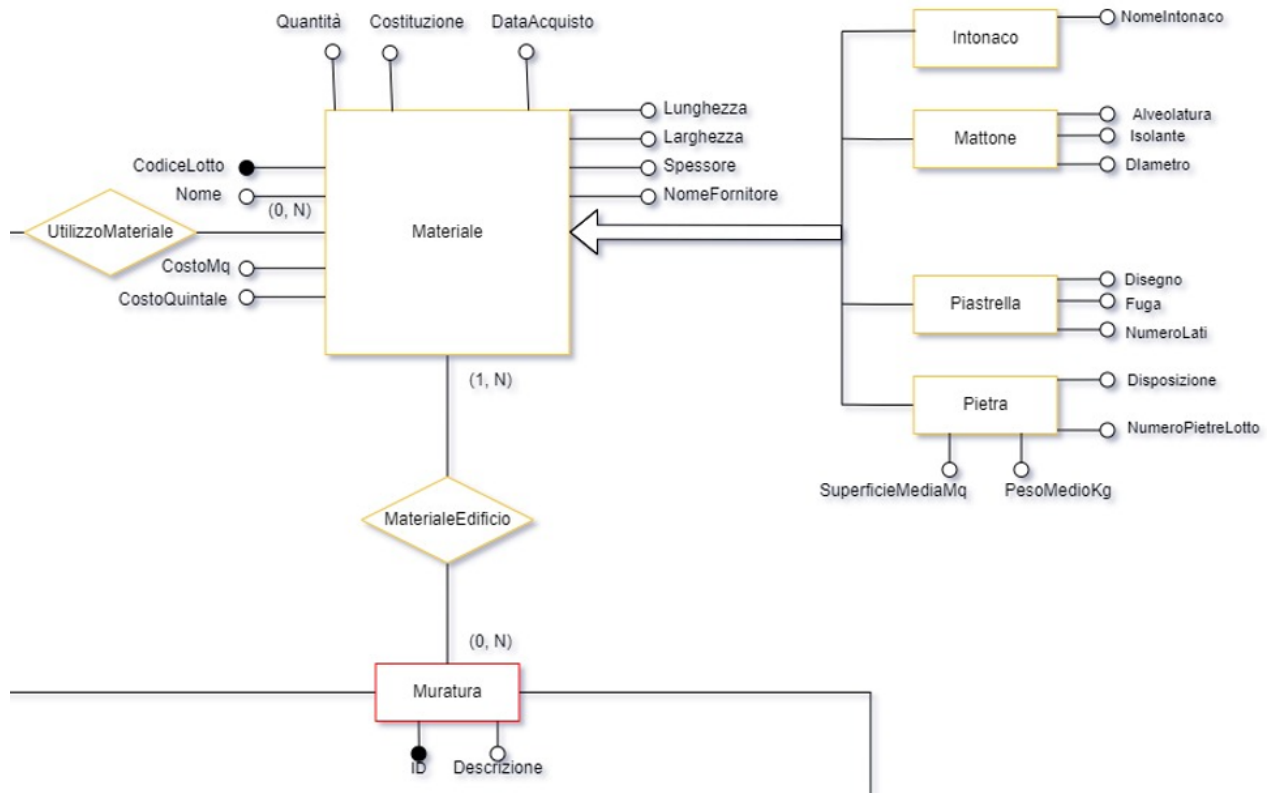 Quantità
Costituzione
DataAcquisto
NomeIntonaco
Intonaco
Lunghezza
Larghezza
Spessore
NomeFornitore
Alveolatura
Isolante
DIametro
Mattone
CodiceLotto
Nome
(0, N)
UtilizzoMateriale
Materiale
CostoMq
CostoQuintale
Disegno
Fuga
NumeroLati
Piastrella
(1, N)
Disposizione
Pietra
NumeroPietreLotto
SuperficieMediaMq
PesoMedioKg
MaterialeEdificio
(0, N)
Muratura
ID
Descrizione